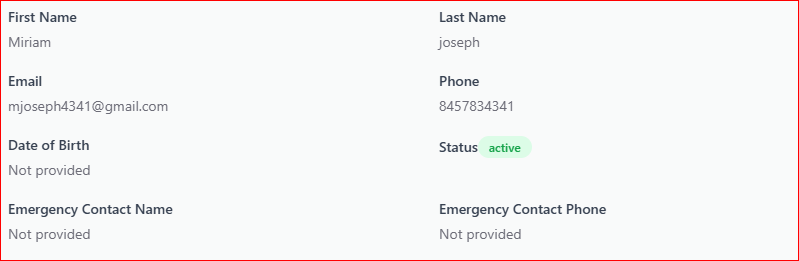 First Name Last Name
Miriam joseph
Email Phone
mjoseph4341@gmail.com 8457834341
Date of Birth Status active
Not provided
Emergency Contact Name Emergency Contact Phone
Not provided Not provided